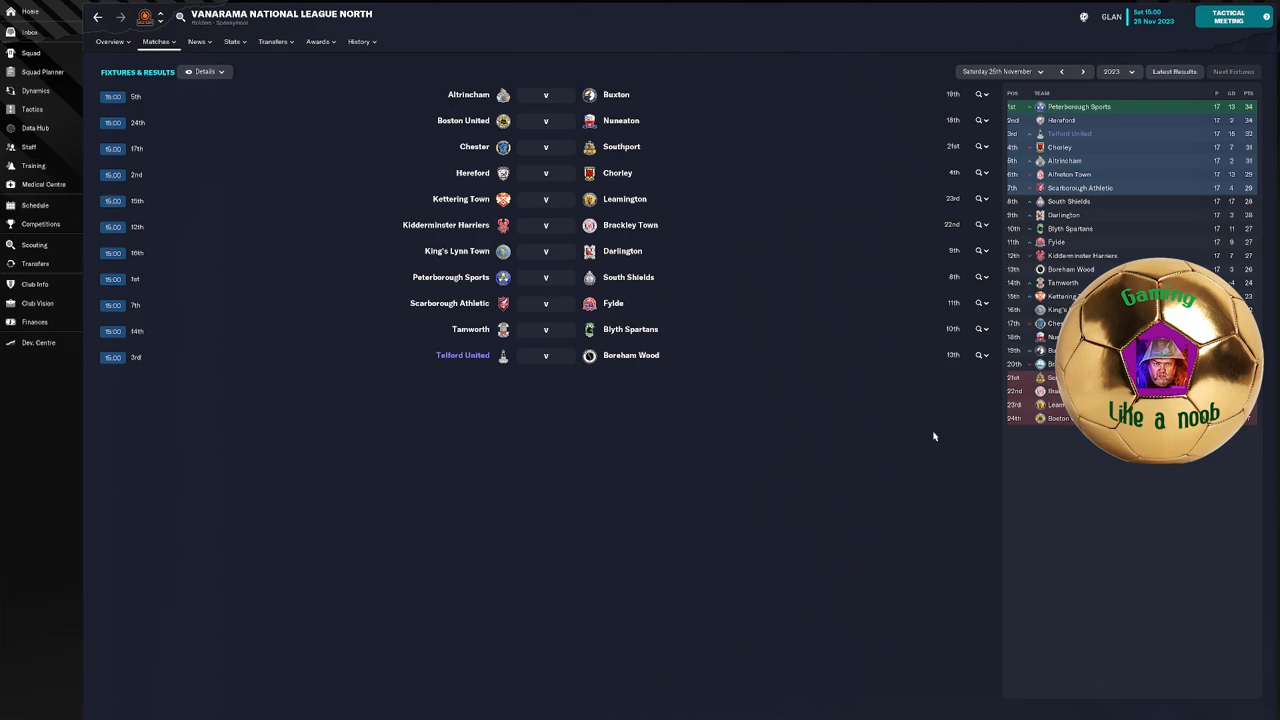 Home
Inbox
Squad
Squad Planner
Dynamics
Tactics
Data Hub
Staff
Training
Medical Centre
Schedule
Competitions
Scouting
Transfers
Club Info
Club Vision
Finances
Dev. Centre
VANARAMA NATIONAL LEAGUE NORTH
Holders - Spennymoor
GLAN
Sat 15:00
25 Nov 2023
TACTICAL
MEETING
Overview Matches News Stats Transfers Awards History
FIXTURES & RESULTS Details Saturday 25th November 2023 Latest Results Next Fixtures
15:00 5th Altrincham v Buxton 19th
15:00 24th Boston United v Nuneaton 18th
15:00 17th Chester v Southport 21st
15:00 2nd Hereford v Chorley 4th
15:00 15th Kettering Town v Leamington 23rd
15:00 12th Kidderminster Harriers v Brackley Town 22nd
15:00 16th King's Lynn Town v Darlington 9th
15:00 1st Peterborough Sports v South Shields 8th
15:00 7th Scarborough Athletic v Fylde 11th
15:00 14th Tamworth v Blyth Spartans 10th
15:00 3rd Telford United v Boreham Wood 13th
POS TEAM P GD PTS
1st Peterborough Sports 17 13 34
2nd Hereford 17 2 34
3rd Telford United 17 15 32
4th Chorley 17 7 31
5th Altrincham 17 2 31
6th Alfreton Town 17 13 29
7th Scarborough Athletic 17 4 29
8th South Shields 17 17 28
9th Darlington 17 3 28
10th Blyth Spartans 17 11 27
11th Fylde 17 9 27
12th Kidderminster Harriers 17 7 27
13th Boreham Wood 17 3 26
14th Tamworth 24
15th 23
16th King's
17th
18th
19th
20th
21st
22nd
23rd
24th Boston
Gaming
Like a noob